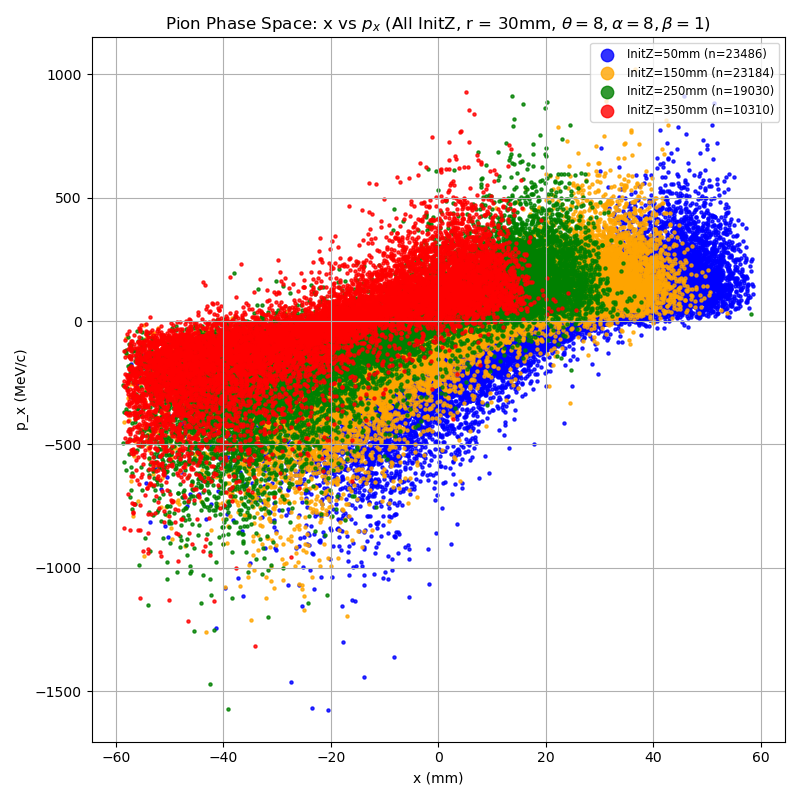 Pion Phase Space: x vs pₓ (All InitZ, r = 30mm, θ = 8, α = 8, β = 1)
InitZ=50mm (n=23486)
InitZ=150mm (n=23184)
InitZ=250mm (n=19030)
InitZ=350mm (n=10310)
1000
500
0
−500
−1000
−1500
p_x (MeV/c)
−60 −40 −20 0 20 40 60
x (mm)